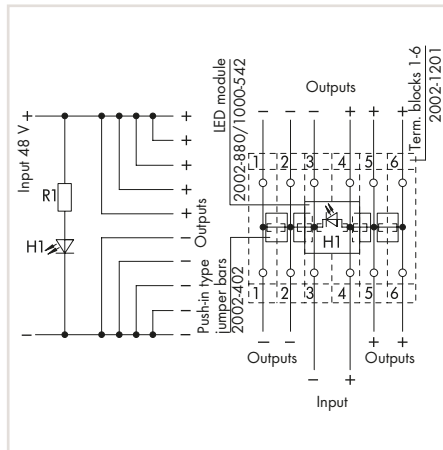 Input 48 V
+
−
R1
H1
+
+
+
+
+
Outputs
−
−
−
−
−
Push-in type
jumper bars
2002-402
LED module
2002-880/1000-542
Term. blocks 1-6
2002-1201
Outputs
− − − + + +
1 2 3 4 5 6
H1
1 2 3 4 5 6
− − + +
Outputs Outputs
− +
Input